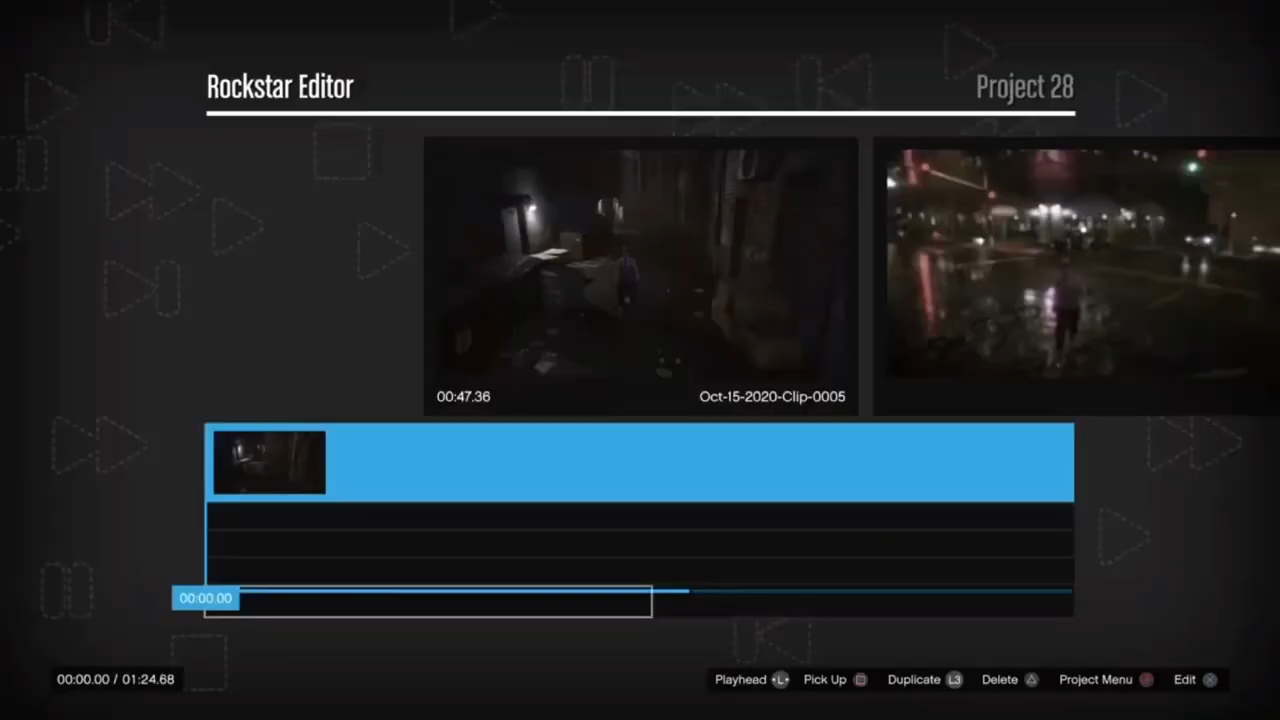 Rockstar Editor
Project 28
00:47.36
Oct-15-2020-Clip-0005
00:00.00
00:00.00 / 01:24.68
Playhead L Pick Up Duplicate L3 Delete Project Menu Edit